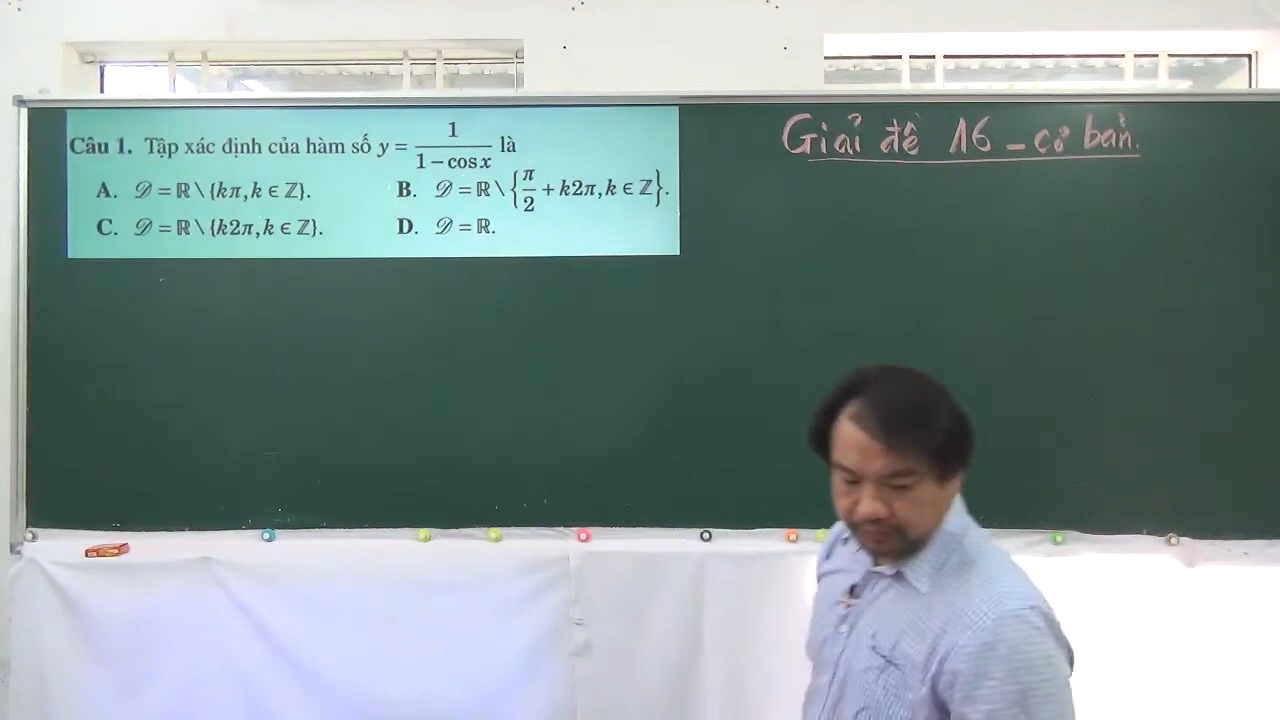 Câu 1. Tập xác định của hàm số y = 1/(1 − cos x) là
A. 𝒟 = ℝ \ {kπ, k ∈ ℤ}. B. 𝒟 = ℝ \ {π/2 + k2π, k ∈ ℤ}.
C. 𝒟 = ℝ \ {k2π, k ∈ ℤ}. D. 𝒟 = ℝ.
Giải đề 16 – cơ bản.